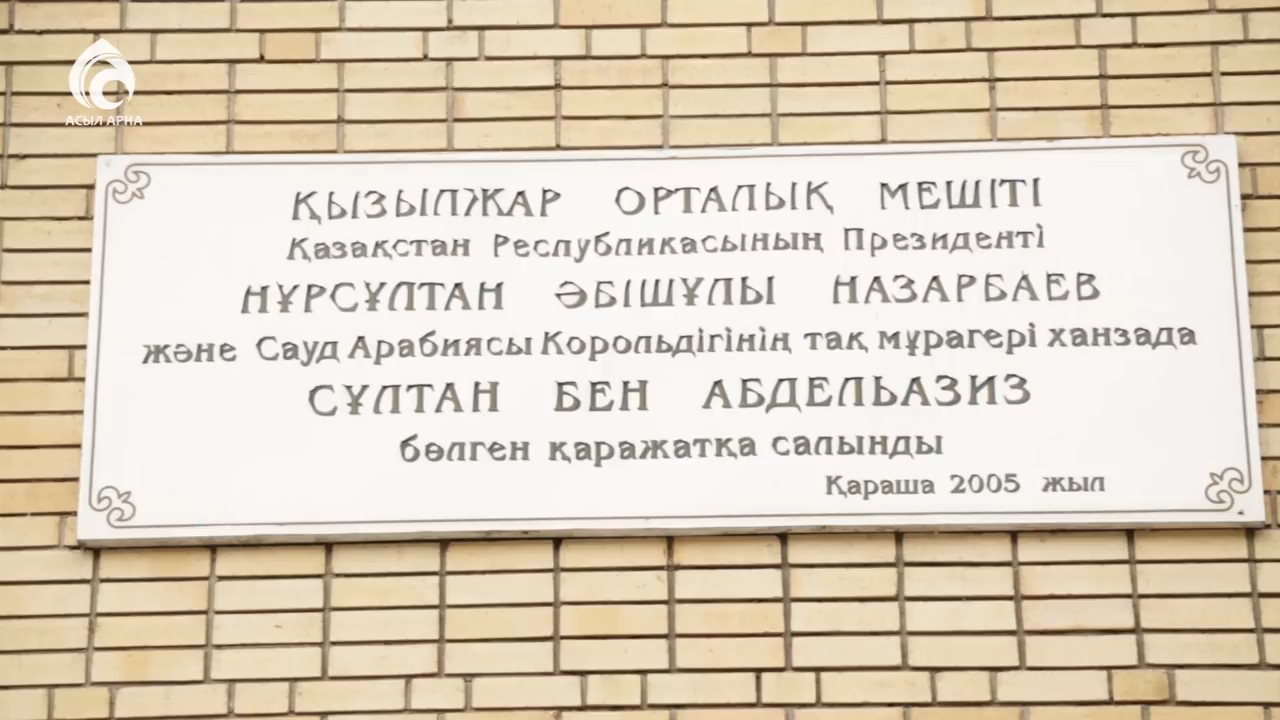 АСЫЛ АРНА
ҚЫЗЫЛЖАР ОРТАЛЫҚ МЕШІТІ
Қазақстан Республикасының Президенті
НҰРСҰЛТАН ӘБІШҰЛЫ НАЗАРБАЕВ
және Сауд Арабиясы Корольдігінің тақ мұрагері ханзада
СҰЛТАН БЕН АБДЕЛЬАЗИЗ
бөлген қаражатқа салынды
Қараша 2005 жыл